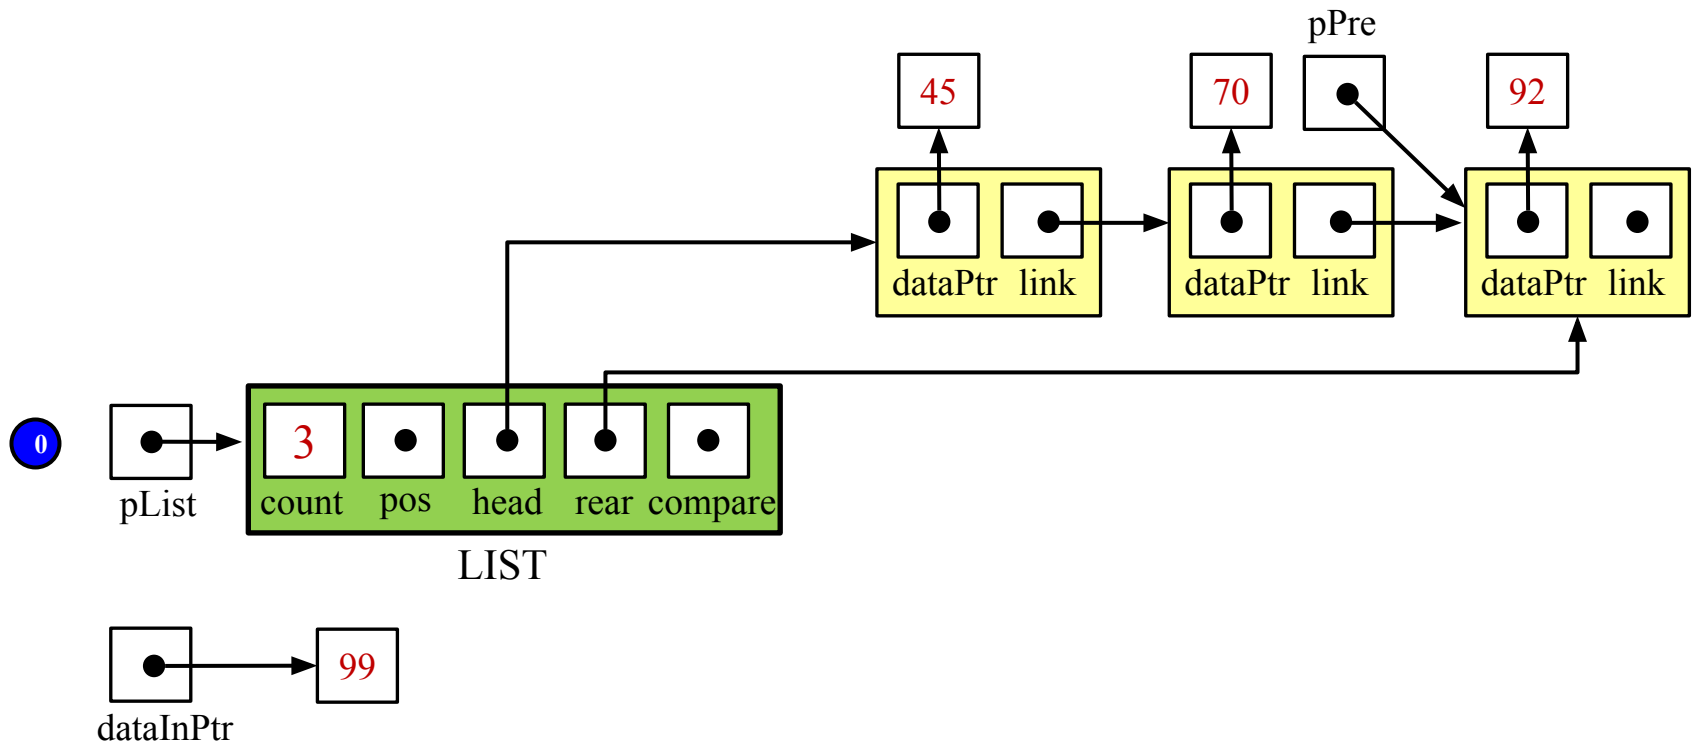 pPre
45 70 92
dataPtr link dataPtr link dataPtr link
0 3
pList count pos head rear compare
LIST
99
dataInPtr